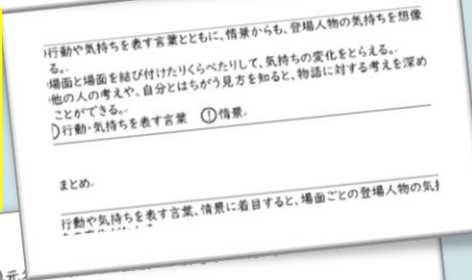 行動や気持ちを表す言葉とともに、情景からも、登場人物の気持ちを想像
る。
場面と場面を結び付けたりくらべたりして、気持ちの変化をとらえる。
他の人の考えや、自分とはちがう見方を知ると、物語に対する考えを深め
ことができる。
行動・気持ちを表す言葉 ①情景
まとめ
行動や気持ちを表す言葉、情景に着目すると、場面ごとの登場人物の気持
元